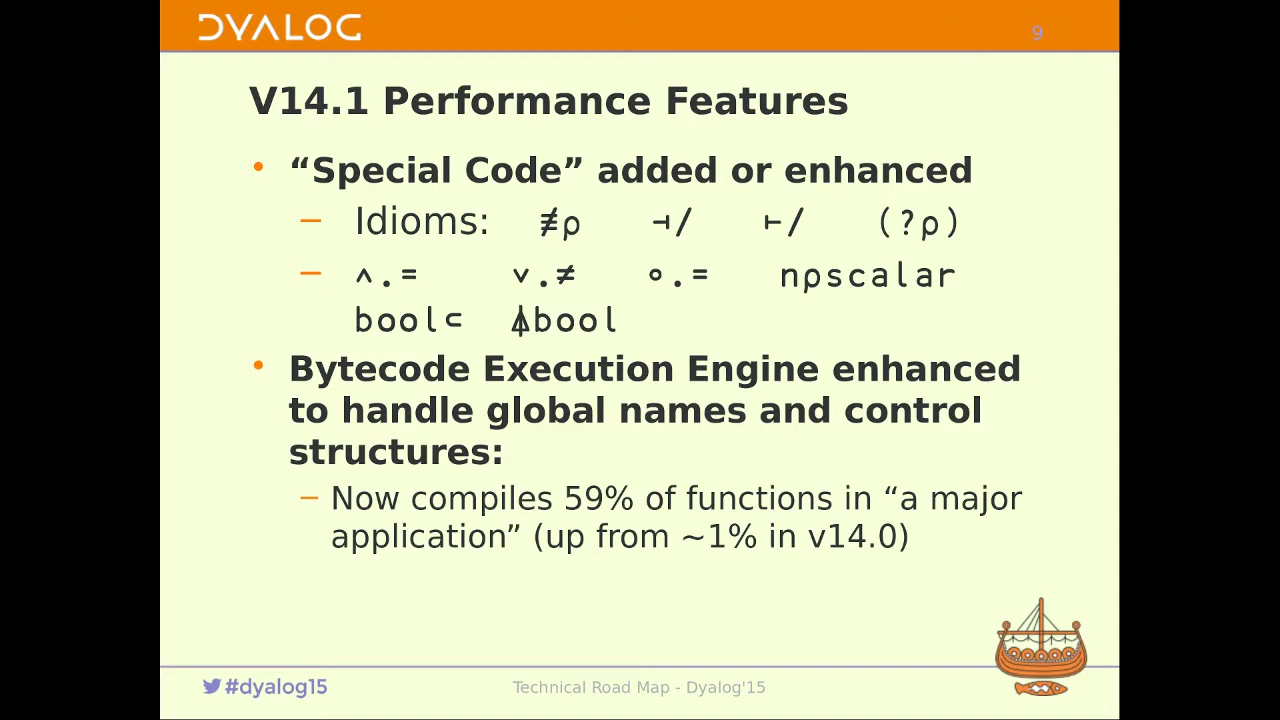 DYALOG
9
V14.1 Performance Features
• “Special Code” added or enhanced
– Idioms: ≢⍴ ⊣/ ⊢/ (?⍴)
– ∧.= ∨.≠ ∘.= n⍴scalar
bool⊂ ⍋bool
• Bytecode Execution Engine enhanced
to handle global names and control
structures:
– Now compiles 59% of functions in “a major
application” (up from ~1% in v14.0)
#dyalog15
Technical Road Map - Dyalog'15